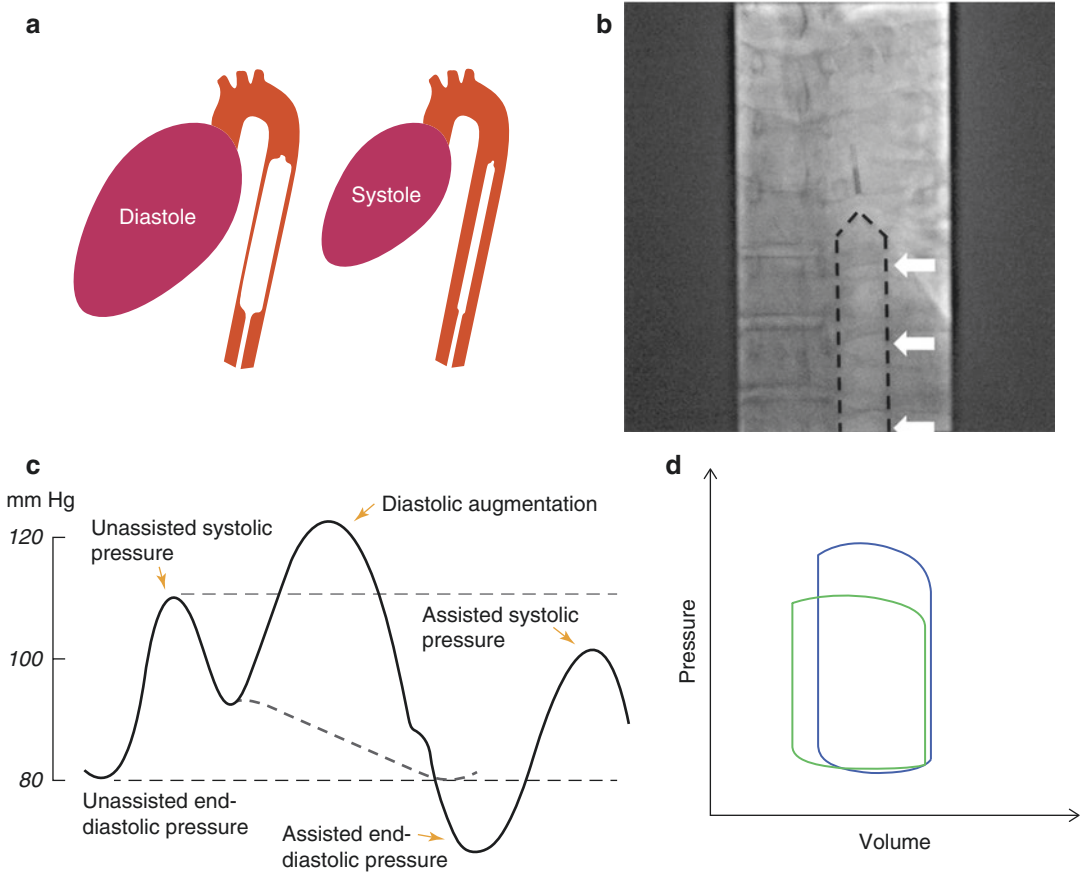 a
Diastole
Systole
b
c
mm Hg
120
100
80
Unassisted systolic
pressure
Diastolic augmentation
Assisted systolic
pressure
Unassisted end-
diastolic pressure
Assisted end-
diastolic pressure
d
Pressure
Volume